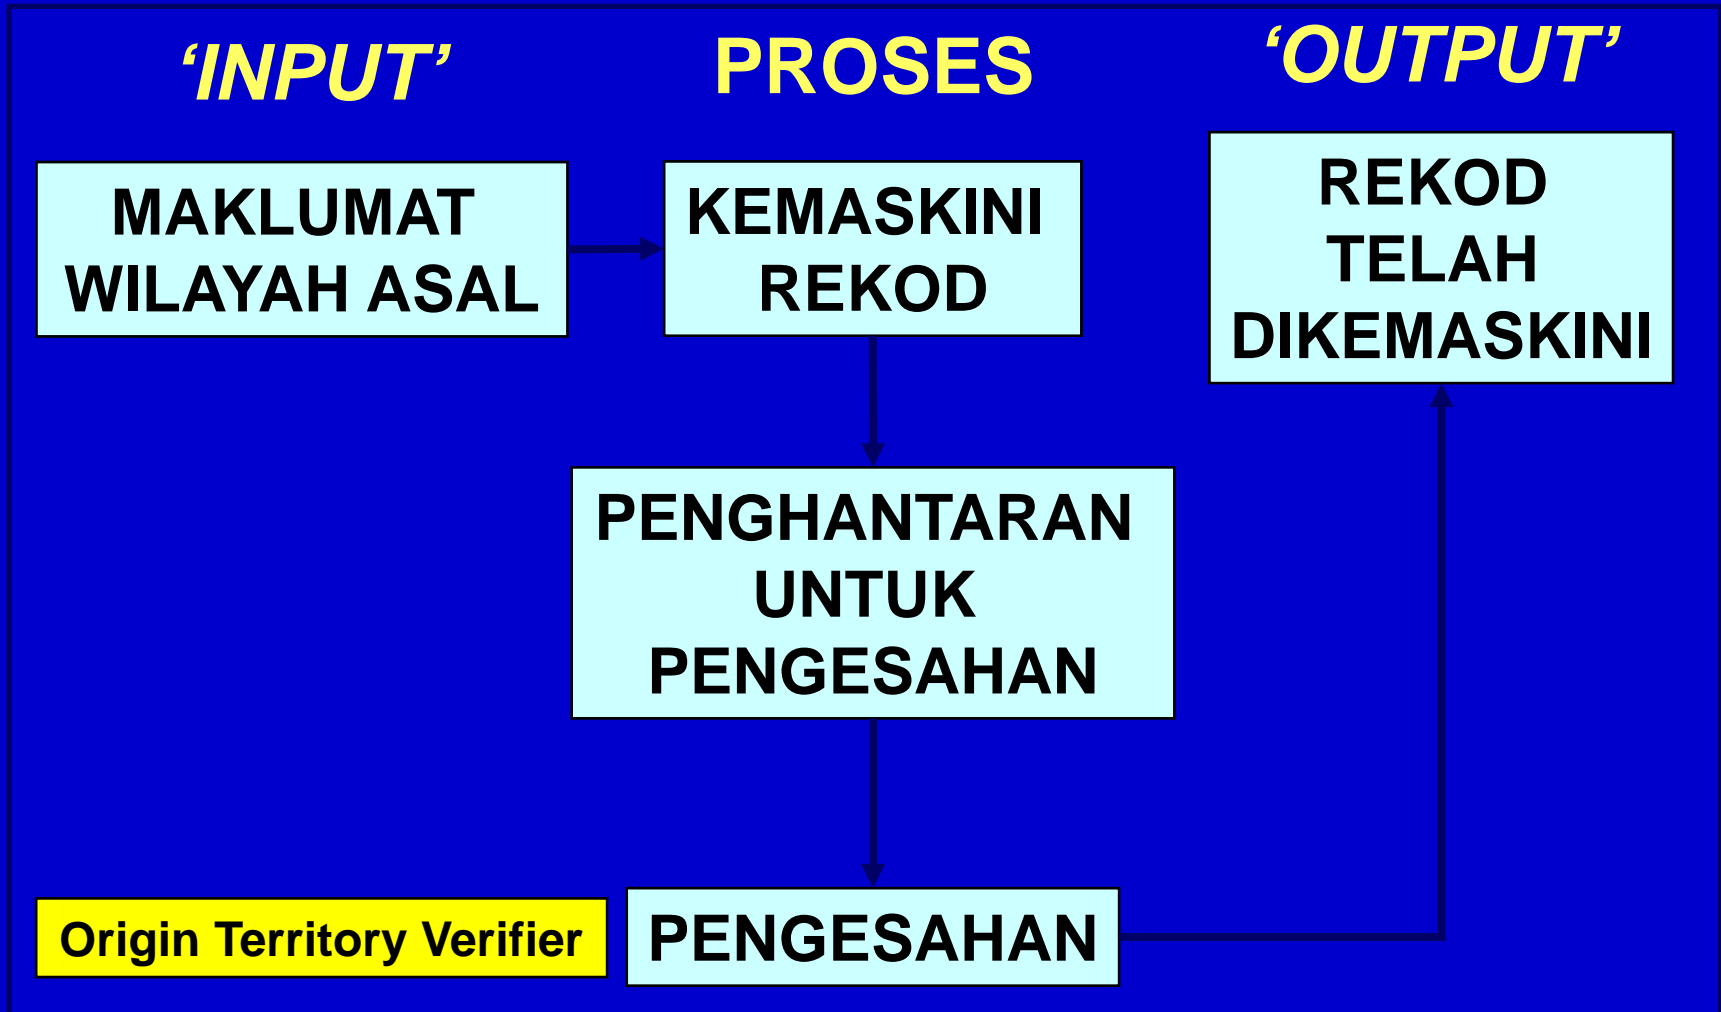 ‘INPUT’
PROSES
‘OUTPUT’
MAKLUMAT
WILAYAH ASAL
KEMASKINI
REKOD
REKOD
TELAH
DIKEMASKINI
PENGHANTARAN
UNTUK
PENGESAHAN
Origin Territory Verifier
PENGESAHAN